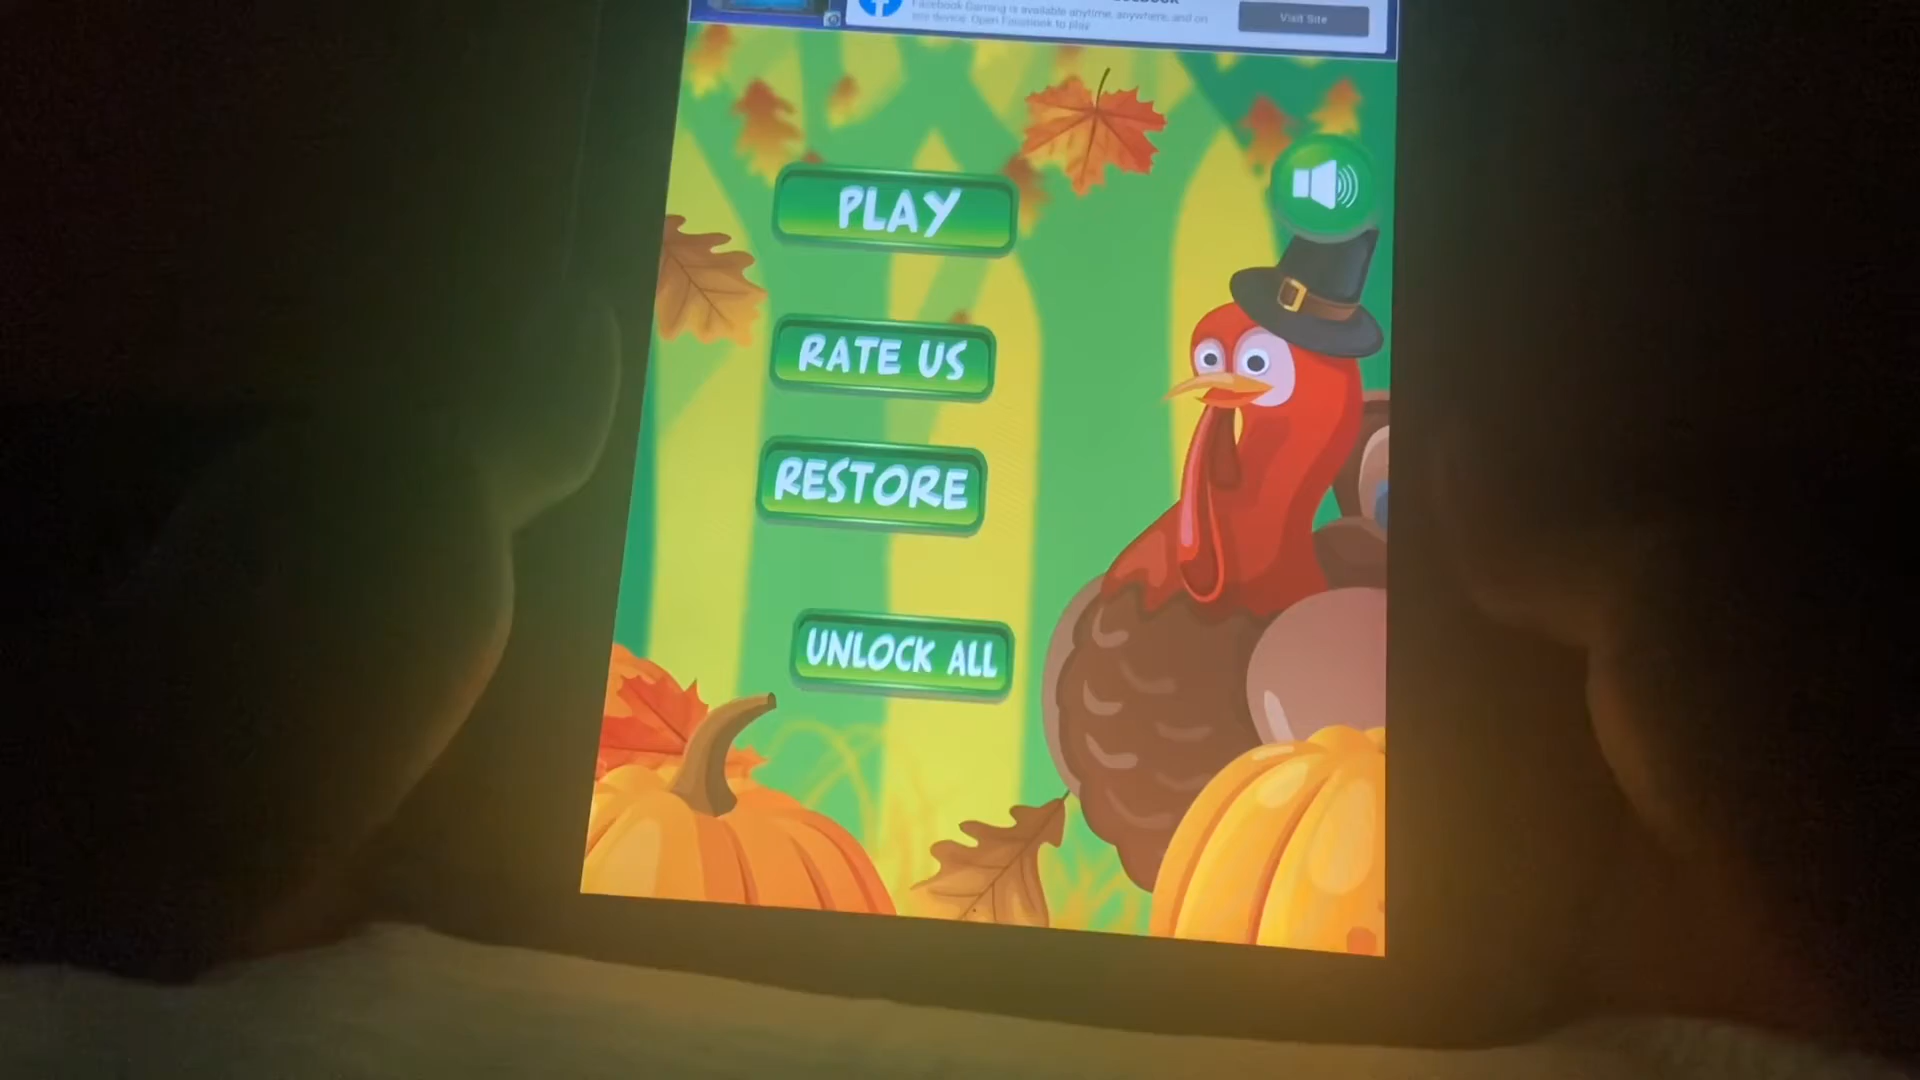 Facebook Gaming is available anytime, anywhere, and on
any device. Open Facebook to play.
Visit Site
PLAY
RATE US
RESTORE
UNLOCK ALL